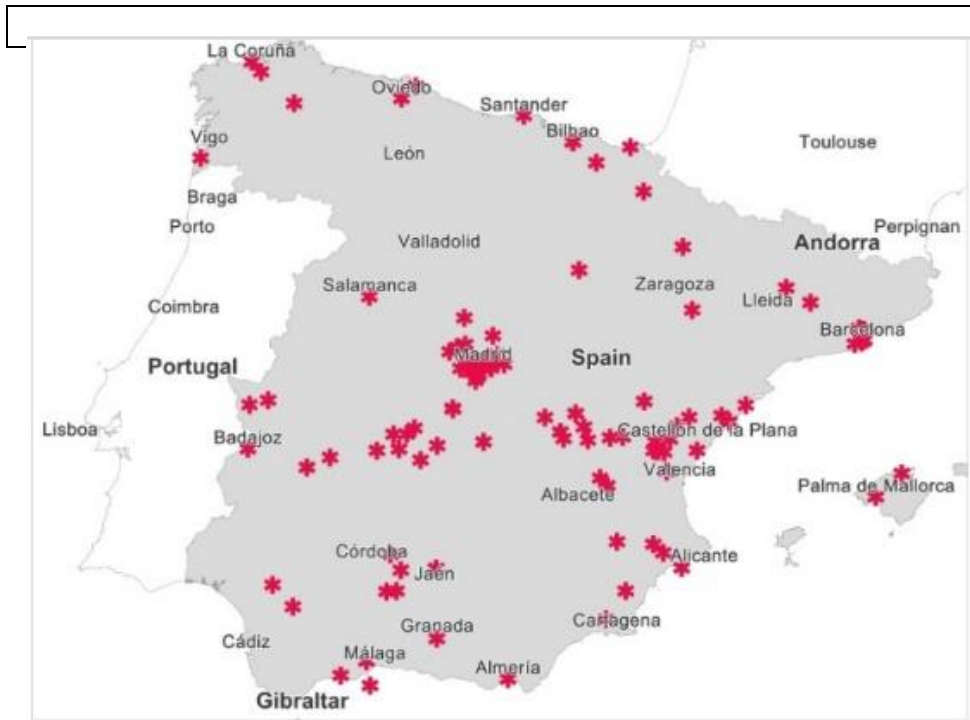 La Coruña
Oviedo
Santander
Bilbao
Vigo
León
Toulouse
Braga
Porto
Perpignan
Valladolid
Andorra
Salamanca
Zaragoza
Lleida
Coimbra
Barcelona
Madrid
Spain
Portugal
Lisboa
Badajoz
Castellón de la Plana
Valencia
Albacete
Palma de Mallorca
Córdoba
Alicante
Jaén
Cartagena
Granada
Cádiz
Málaga
Almería
Gibraltar